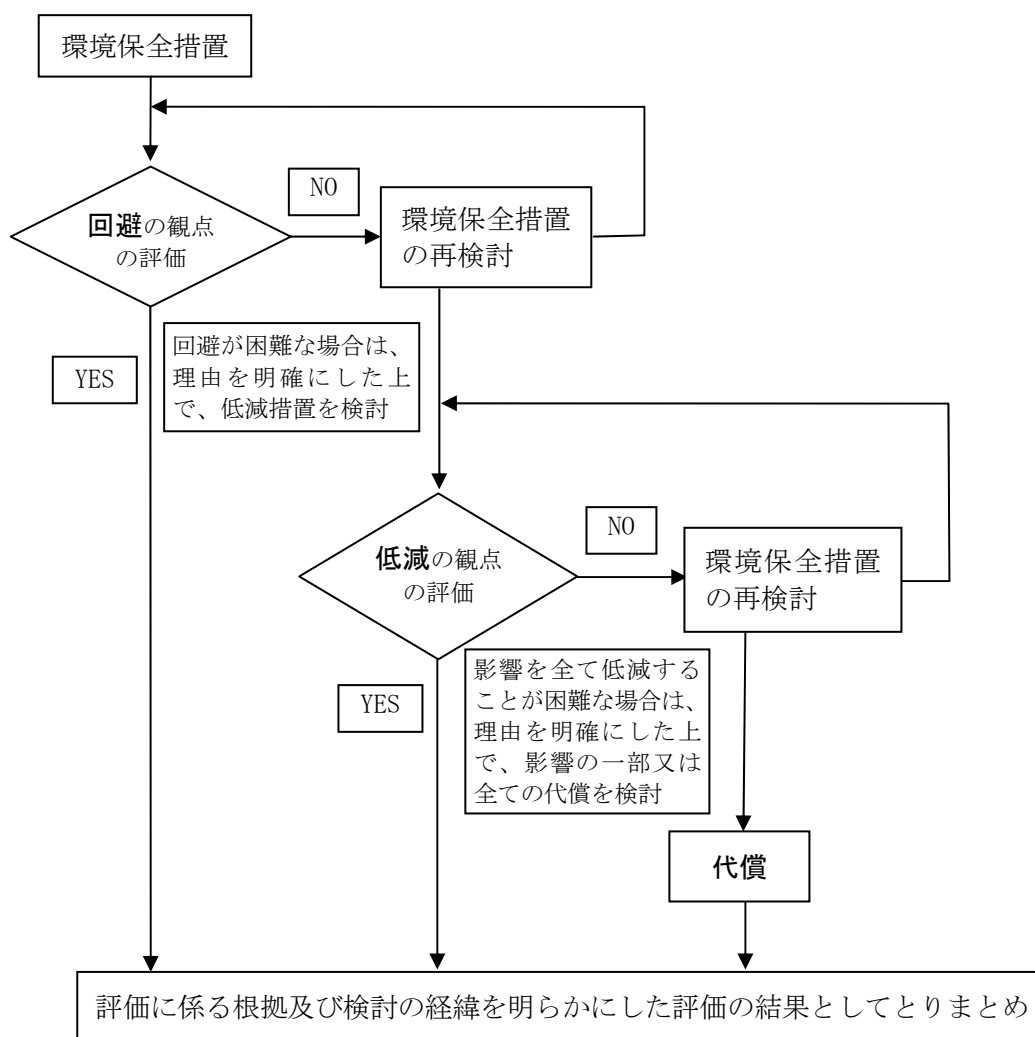 環境保全措置
回避の観点
の評価
NO
環境保全措置
の再検討
YES
回避が困難な場合は、
理由を明確にした上
で、低減措置を検討
低減の観点
の評価
NO
環境保全措置
の再検討
YES
影響を全て低減する
ことが困難な場合は、
理由を明確にした上
で、影響の一部又は
全ての代償を検討
代償
評価に係る根拠及び検討の経緯を明らかにした評価の結果としてとりまとめ